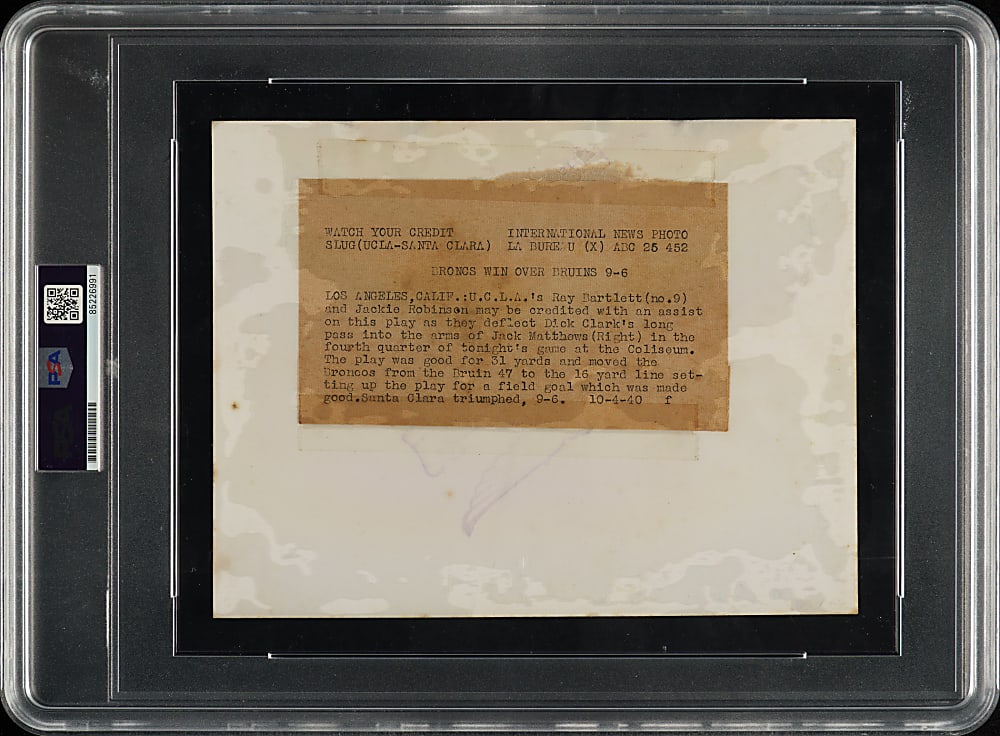 WATCH YOUR CREDIT INTERNATIONAL NEWS PHOTO
SLUG(UCLA-SANTA CLARA) LA BUREAU (X) ABC 25 452
BRONCS WIN OVER BRUINS 9-6
LOS ANGELES,CALIF.:U.C.L.A.'s Ray Bartlett(no.9)
and Jackie Robinson may be credited with an assist
on this play as they deflect Dick Clark's long
pass into the arms of Jack Matthews(Right) in the
fourth quarter of tonight's game at the Coliseum.
The play was good for 31 yards and moved the
Broncos from the Bruin 47 to the 16 yard line set-
ting up the play for a field goal which was made
good.Santa Clara triumphed, 9-6. 10-4-40 f
PSA
85226991